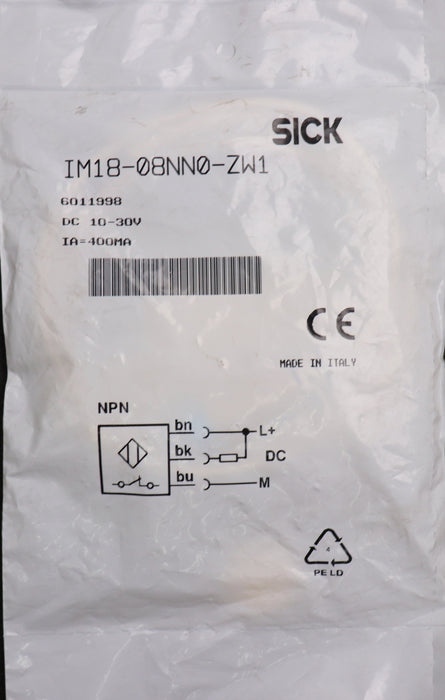 SICK
IM18-08NN0-ZW1
6011998
DC 10-30V
IA=400MA
CE
MADE IN ITALY
NPN
bn L+
bk DC
bu M
4
PE LD